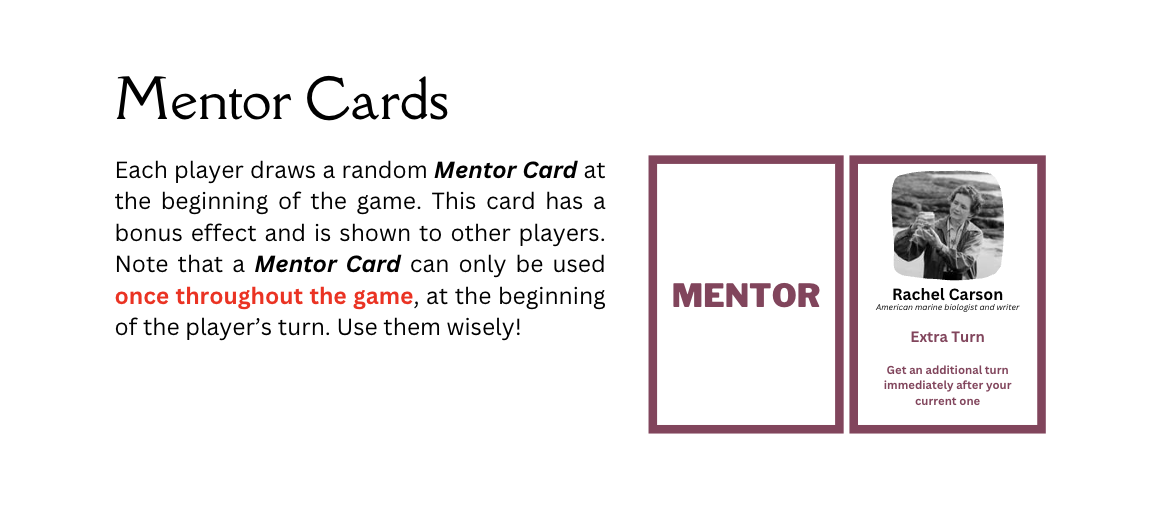 Mentor Cards
Each player draws a random Mentor Card at
the beginning of the game. This card has a
bonus effect and is shown to other players.
Note that a Mentor Card can only be used
once throughout the game, at the beginning
of the player’s turn. Use them wisely!
MENTOR
Rachel Carson
American marine biologist and writer
Extra Turn
Get an additional turn
immediately after your
current one